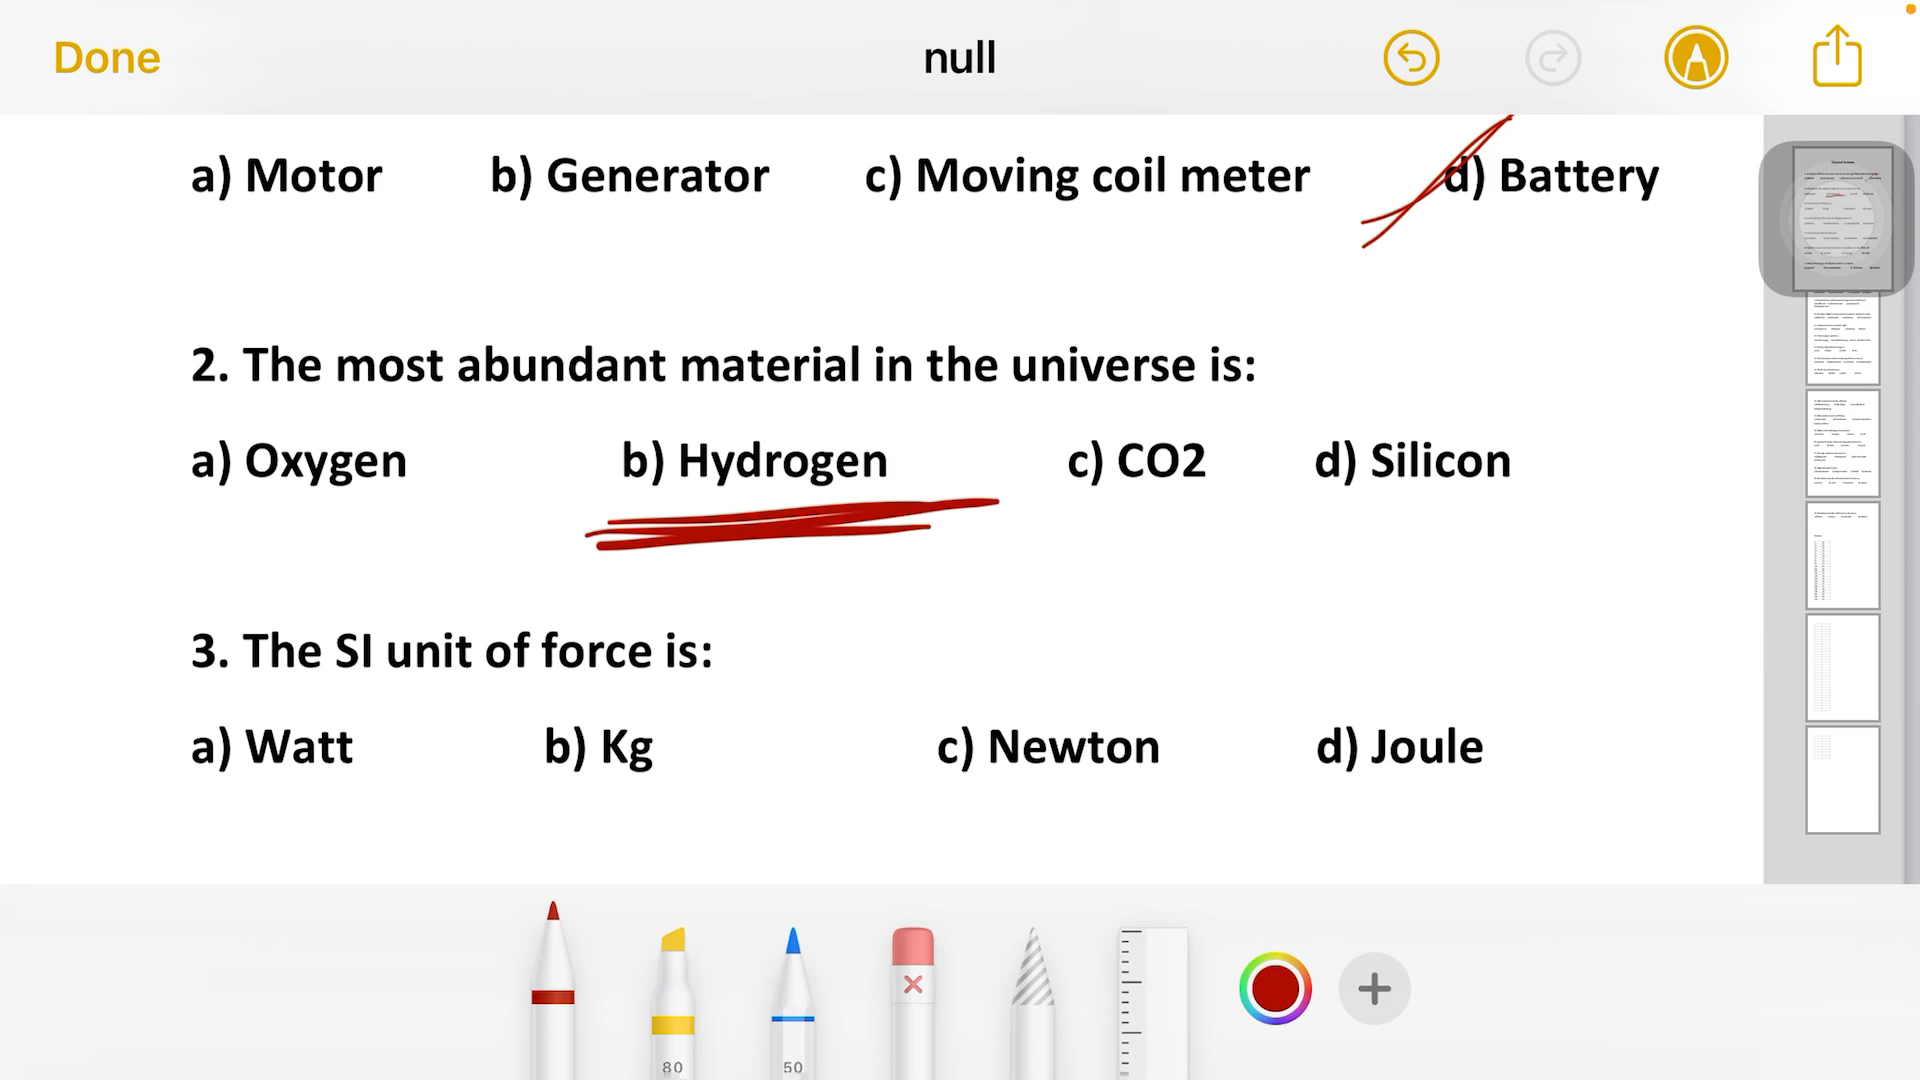 Done
null
a) Motor b) Generator c) Moving coil meter d) Battery
2. The most abundant material in the universe is:
a) Oxygen b) Hydrogen c) CO2 d) Silicon
3. The SI unit of force is:
a) Watt b) Kg c) Newton d) Joule
80
50